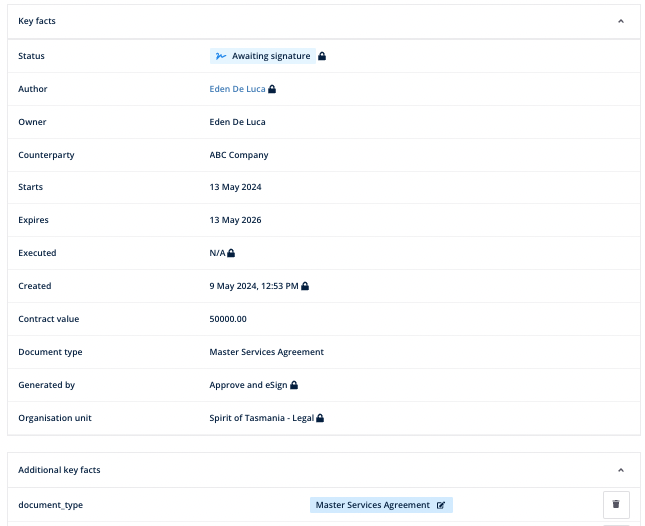 Key facts
Status Awaiting signature
Author Eden De Luca
Owner Eden De Luca
Counterparty ABC Company
Starts 13 May 2024
Expires 13 May 2026
Executed N/A
Created 9 May 2024, 12:53 PM
Contract value 50000.00
Document type Master Services Agreement
Generated by Approve and eSign
Organisation unit Spirit of Tasmania - Legal
Additional key facts
document_type Master Services Agreement